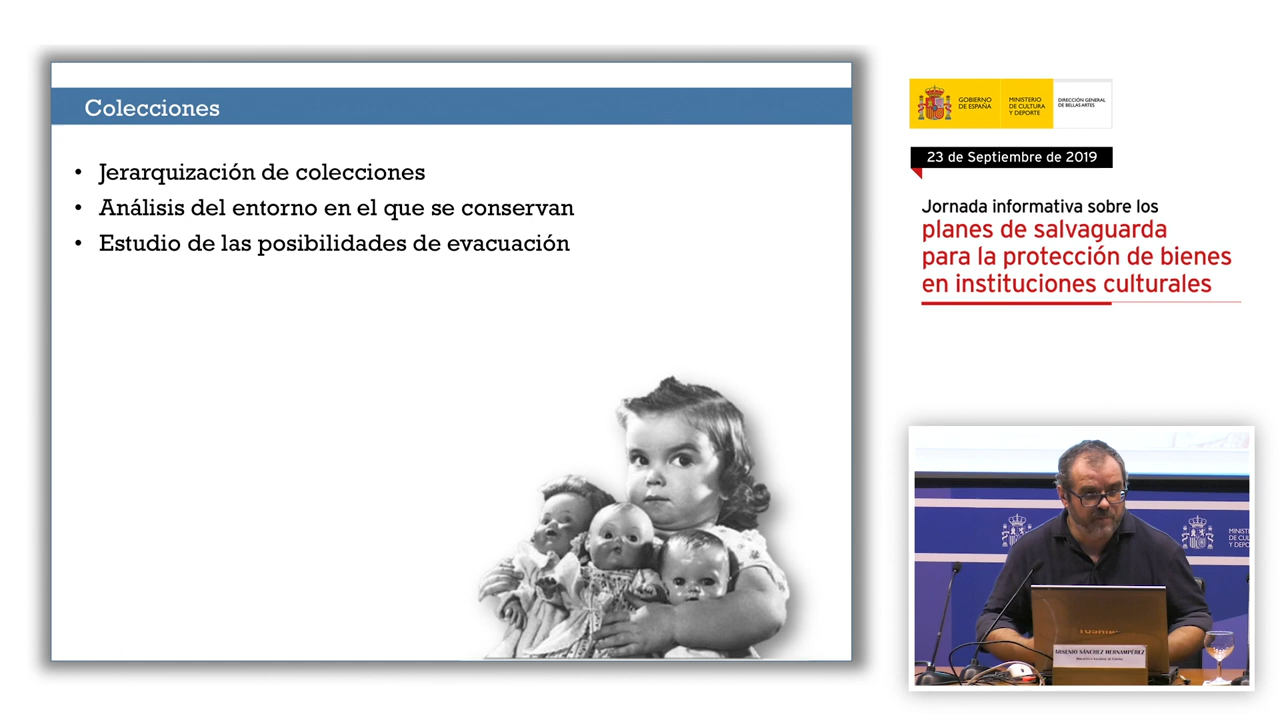 Colecciones
• Jerarquización de colecciones
• Análisis del entorno en el que se conservan
• Estudio de las posibilidades de evacuación
GOBIERNO
DE ESPAÑA
MINISTERIO
DE CULTURA
Y DEPORTE
DIRECCIÓN GENERAL
DE BELLAS ARTES
23 de Septiembre de 2019
Jornada informativa sobre los
planes de salvaguarda
para la protección de bienes
en instituciones culturales
ARSENIO SÁNCHEZ HERNAMPÉREZ